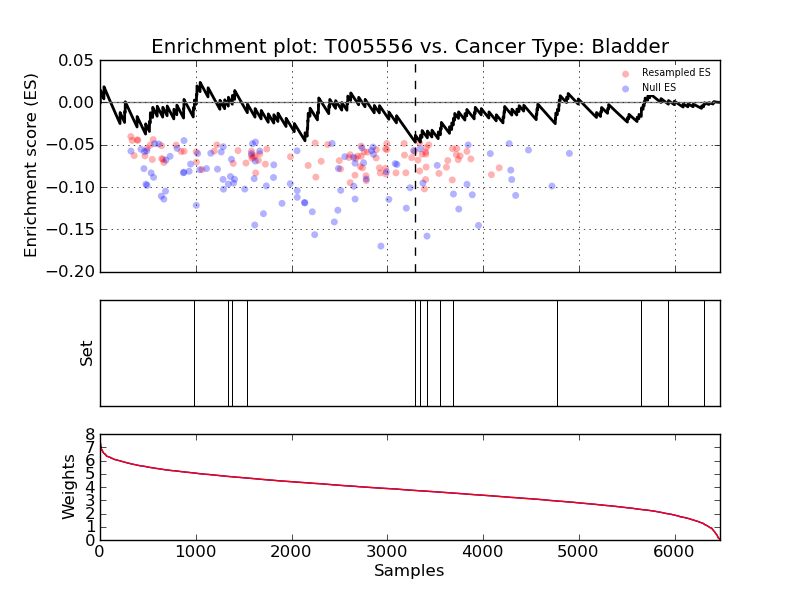 Enrichment plot: T005556 vs. Cancer Type: Bladder
Enrichment score (ES)
0.05
0.00
−0.05
−0.10
−0.15
−0.20
Resampled ES
Null ES
Set
Weights
8
7
6
5
4
3
2
1
0
0 1000 2000 3000 4000 5000 6000
Samples